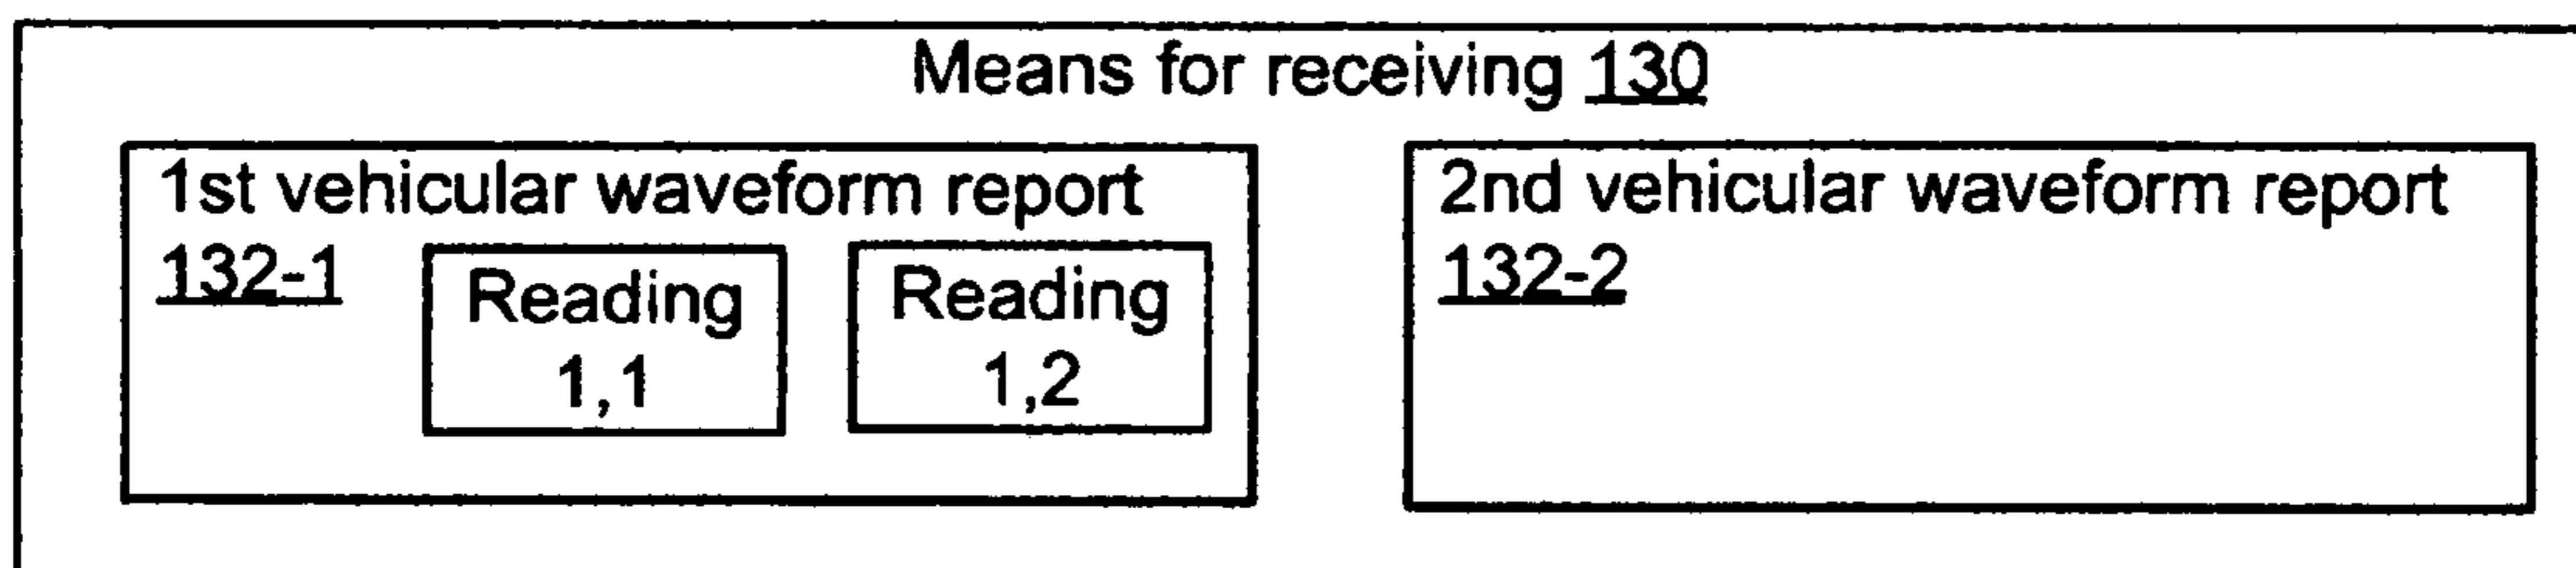 Means for receiving 130
1st vehicular waveform report
132-1
Reading
1,1
Reading
1,2
2nd vehicular waveform report
132-2